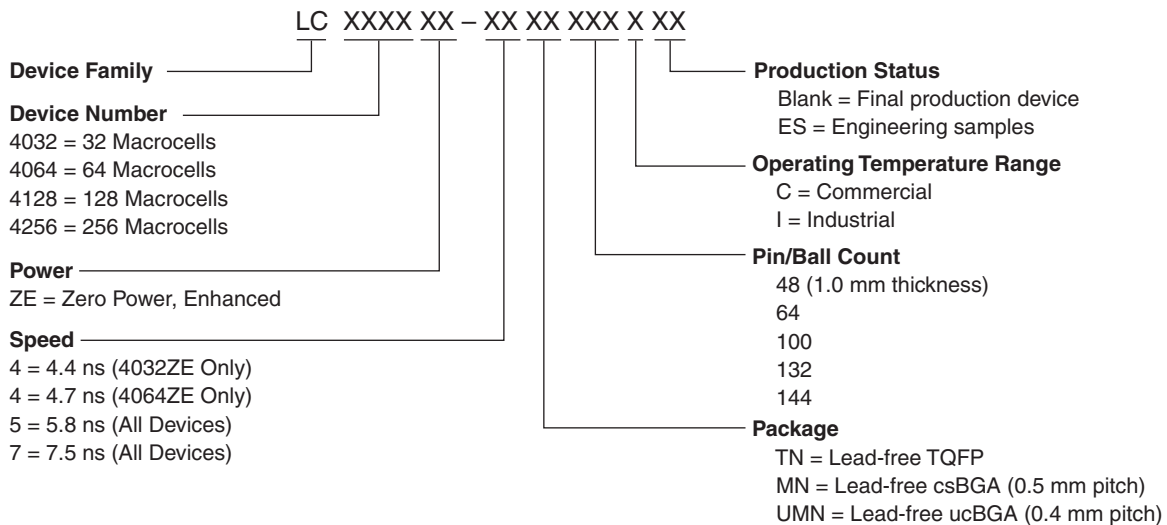 LC XXXX XX – XX XX XXX X XX
Device Family
Device Number
4032 = 32 Macrocells
4064 = 64 Macrocells
4128 = 128 Macrocells
4256 = 256 Macrocells
Power
ZE = Zero Power, Enhanced
Speed
4 = 4.4 ns (4032ZE Only)
4 = 4.7 ns (4064ZE Only)
5 = 5.8 ns (All Devices)
7 = 7.5 ns (All Devices)
Production Status
Blank = Final production device
ES = Engineering samples
Operating Temperature Range
C = Commercial
I = Industrial
Pin/Ball Count
48 (1.0 mm thickness)
64
100
132
144
Package
TN = Lead-free TQFP
MN = Lead-free csBGA (0.5 mm pitch)
UMN = Lead-free ucBGA (0.4 mm pitch)